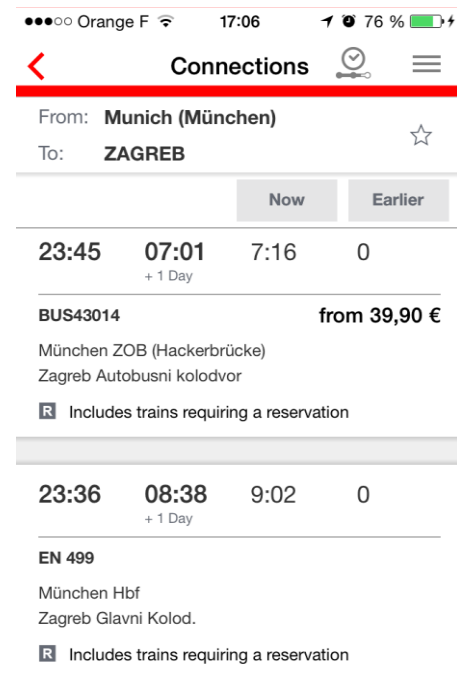 Orange F 17:06 76 %
Connections
From: Munich (München)
To: ZAGREB
Now Earlier
23:45 07:01 7:16 0
+ 1 Day
BUS43014 from 39,90 €
München ZOB (Hackerbrücke)
Zagreb Autobusni kolodvor
R Includes trains requiring a reservation
23:36 08:38 9:02 0
+ 1 Day
EN 499
München Hbf
Zagreb Glavni Kolod.
R Includes trains requiring a reservation